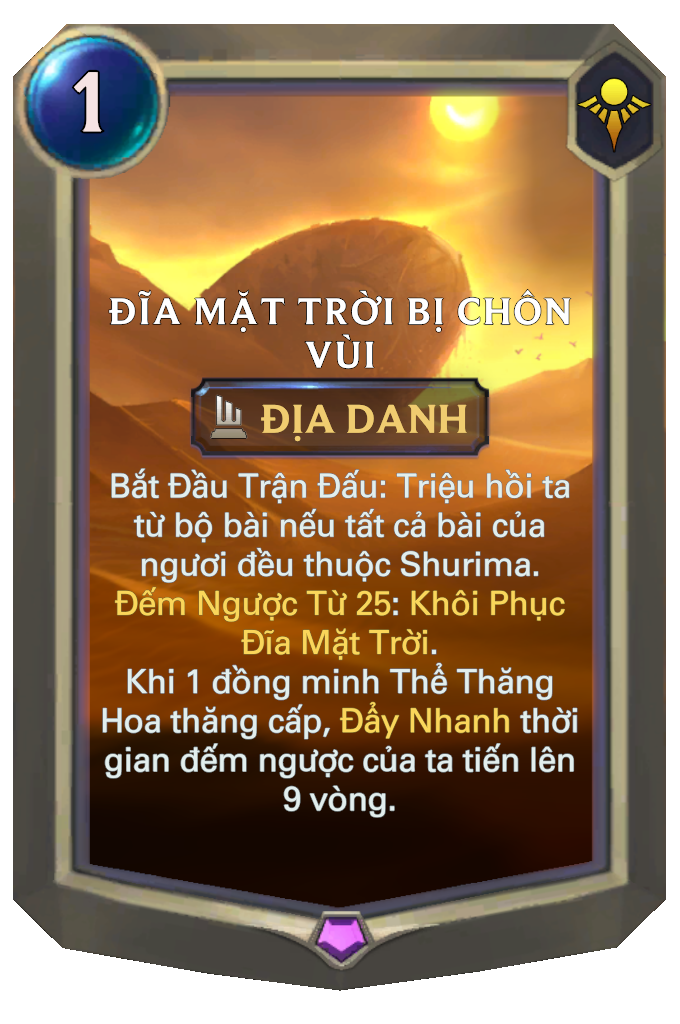 1
ĐĨA MẶT TRỜI BỊ CHÔN
VÙI
ĐỊA DANH
Bắt Đầu Trận Đấu: Triệu hồi ta
từ bộ bài nếu tất cả bài của
ngươi đều thuộc Shurima.
Đếm Ngược Từ 25: Khôi Phục
Đĩa Mặt Trời.
Khi 1 đồng minh Thể Thăng
Hoa thăng cấp, Đẩy Nhanh thời
gian đếm ngược của ta tiến lên
9 vòng.